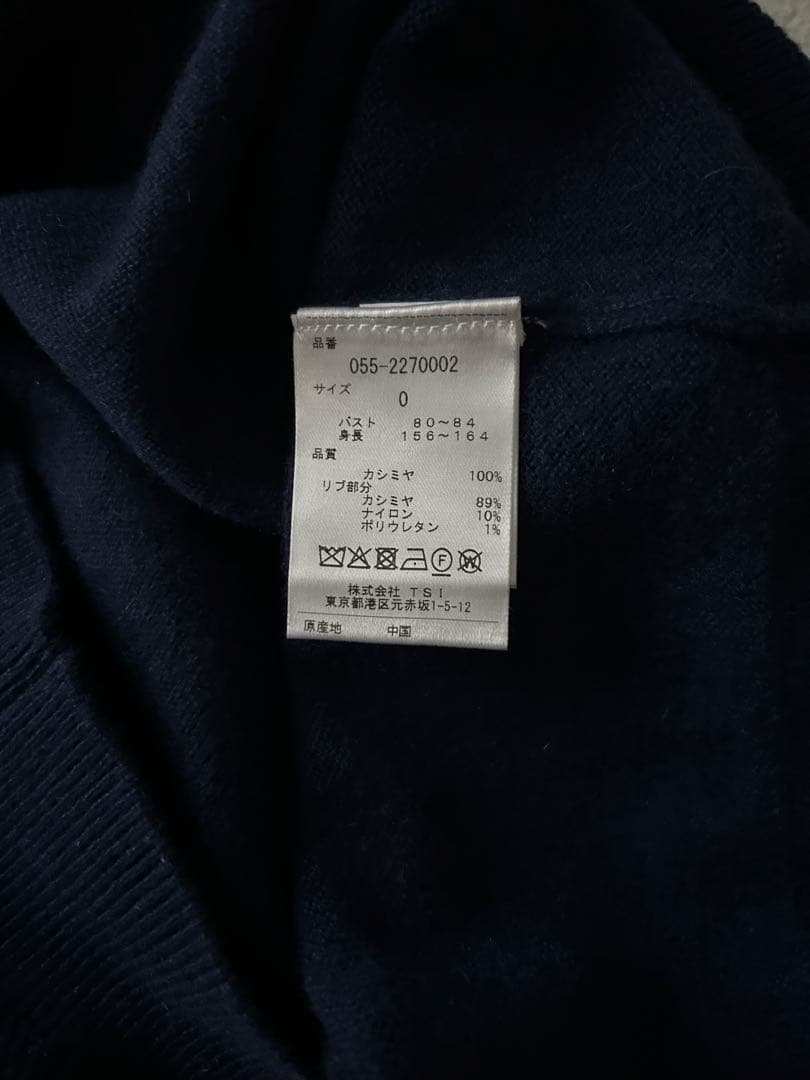 品番
055-2270002
サイズ
0
バスト 80～84
身長 156～164
品質
カシミヤ 100%
リブ部分
カシミヤ 89%
ナイロン 10%
ポリウレタン 1%
F W
株式会社 TSI
東京都港区元赤坂1-5-12
原産地 中国